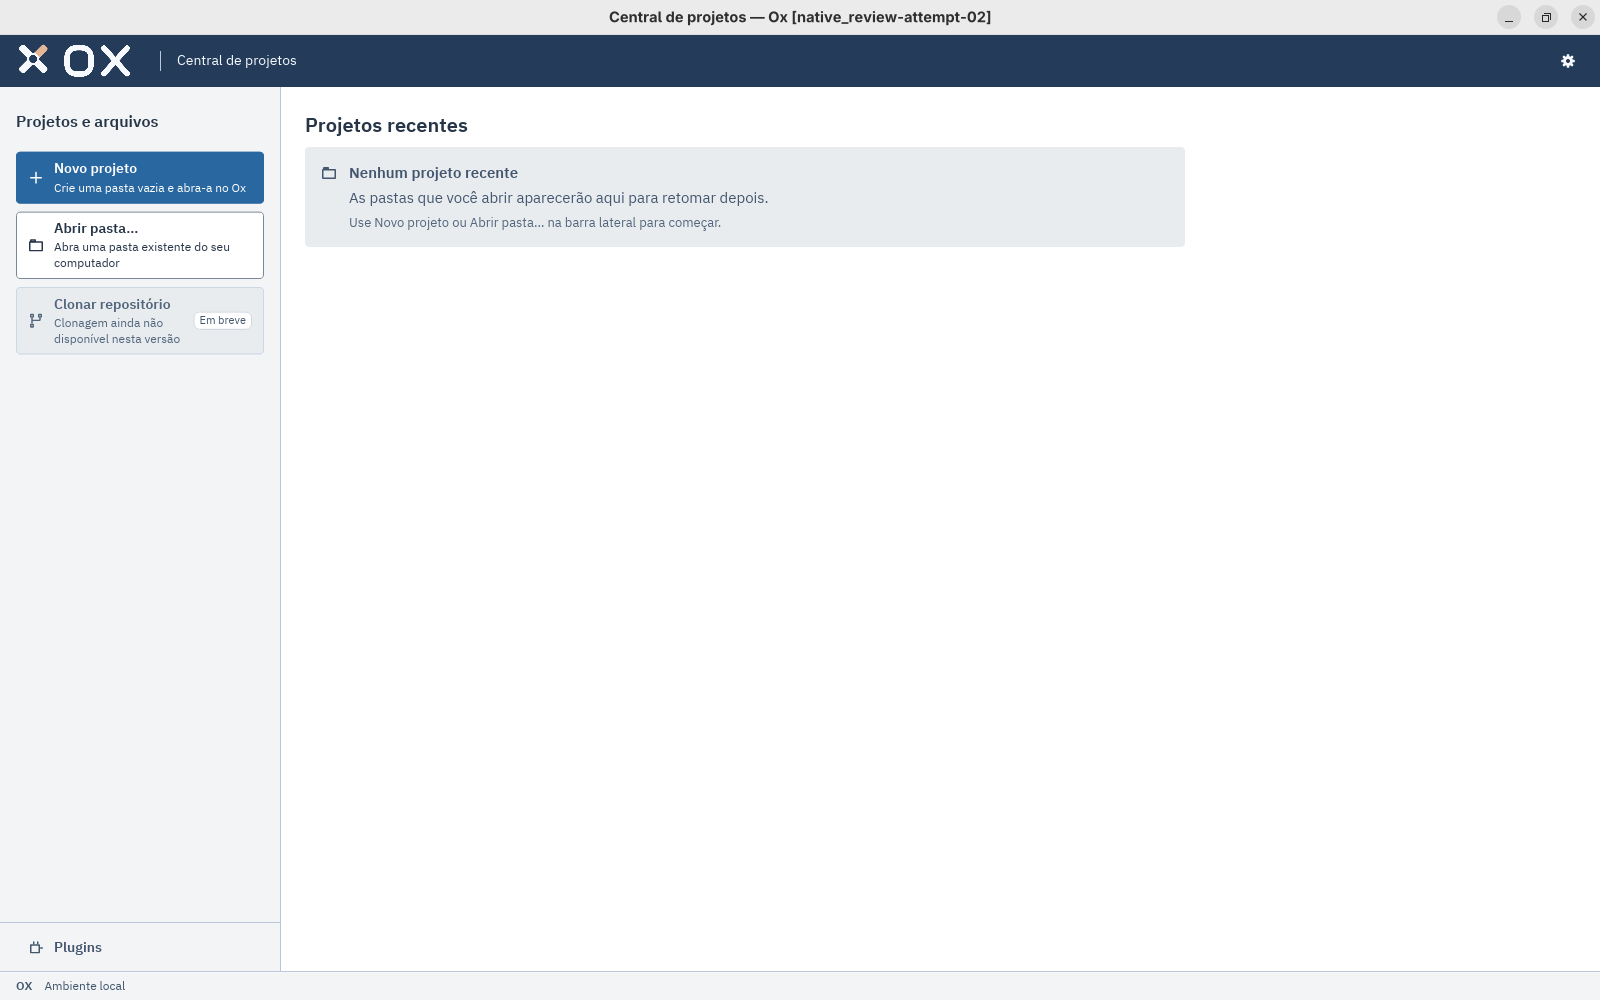 Central de projetos — Ox [native_review-attempt-02]
OX
Central de projetos
Projetos e arquivos
Novo projeto
Crie uma pasta vazia e abra-a no Ox
Abrir pasta...
Abra uma pasta existente do seu
computador
Clonar repositório
Clonagem ainda não
disponível nesta versão
Em breve
Plugins
Projetos recentes
Nenhum projeto recente
As pastas que você abrir aparecerão aqui para retomar depois.
Use Novo projeto ou Abrir pasta... na barra lateral para começar.
OX Ambiente local